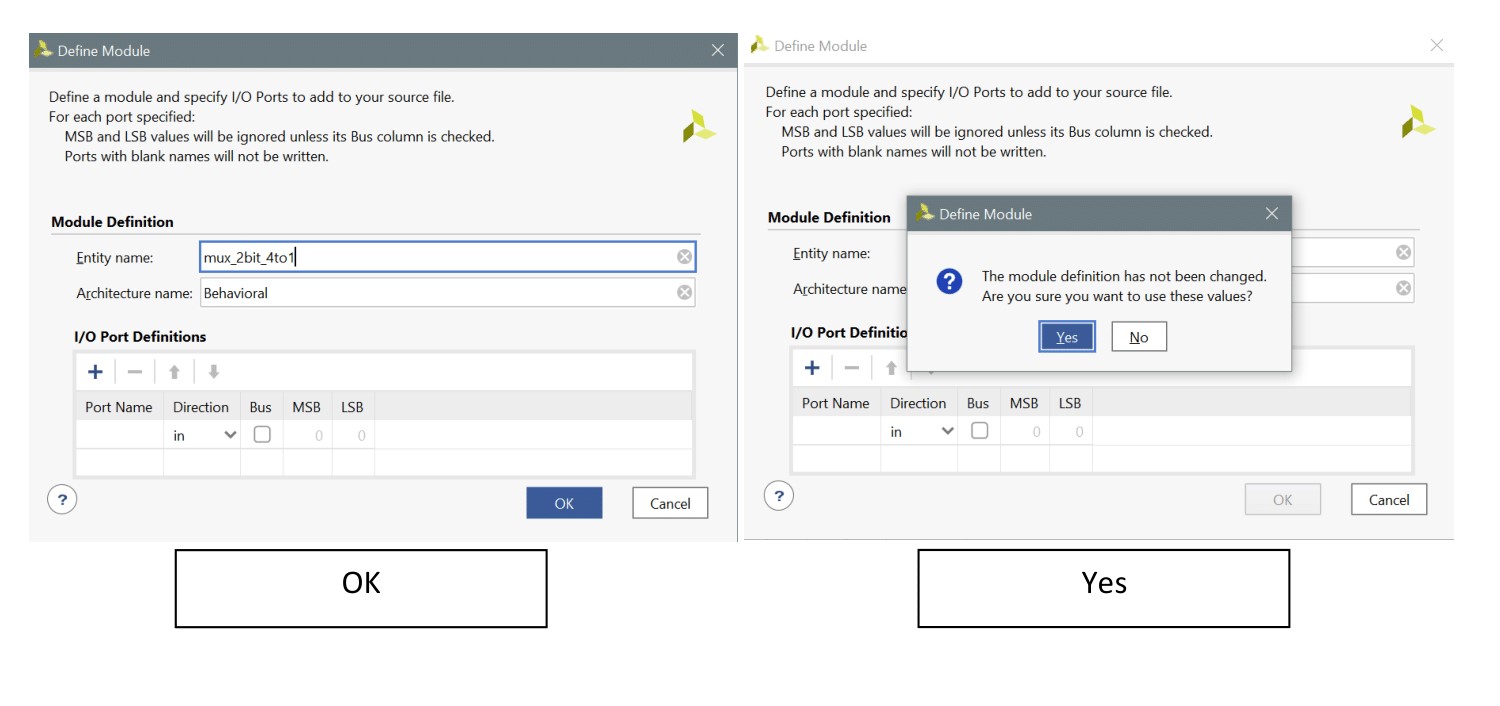 Define Module
Define a module and specify I/O Ports to add to your source file.
For each port specified:
MSB and LSB values will be ignored unless its Bus column is checked.
Ports with blank names will not be written.
Module Definition
Entity name: mux_2bit_4to1
Architecture name: Behavioral
I/O Port Definitions
Port Name Direction Bus MSB LSB
in 0 0
? OK Cancel
OK
Define Module
Define a module and specify I/O Ports to add to your source file.
For each port specified:
MSB and LSB values will be ignored unless its Bus column is checked.
Ports with blank names will not be written.
Module Definition
Entity name:
Architecture name
I/O Port Definitio
Define Module
? The module definition has not been changed.
Are you sure you want to use these values?
Yes No
Port Name Direction Bus MSB LSB
in 0 0
? OK Cancel
Yes